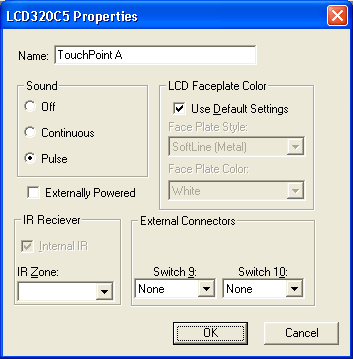 LCD320C5 Properties
Name: TouchPoint A
Sound
Off
Continuous
Pulse
Externally Powered
LCD Faceplate Color
Use Default Settings
Face Plate Style:
SoftLine (Metal)
Face Plate Color:
White
IR Reciever
Internal IR
IR Zone:
External Connectors
Switch 9: Switch 10:
None None
OK Cancel